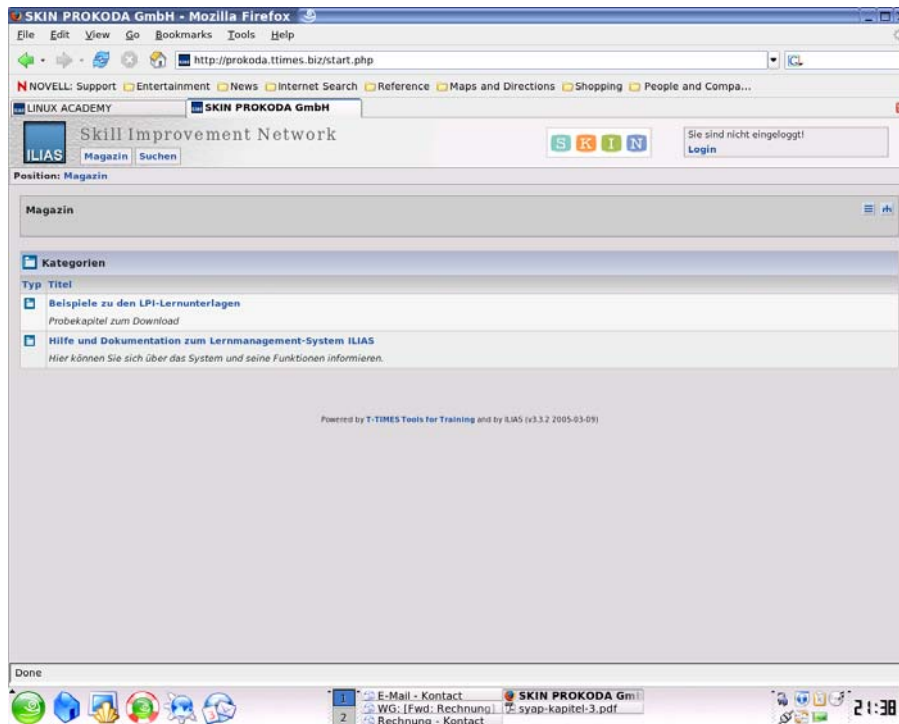 SKIN PROKODA GmbH - Mozilla Firefox
File Edit View Go Bookmarks Tools Help
http://prokoda.ttimes.biz/start.php
G
NOVELL: Support Entertainment News Internet Search Reference Maps and Directions Shopping People and Compa...
LINUX ACADEMY SKIN PROKODA GmbH
ILIAS
Skill Improvement Network
Magazin Suchen
S K I N
Sie sind nicht eingeloggt!
Login
Position: Magazin
Magazin
Kategorien
Typ Titel
Beispiele zu den LPI-Lernunterlagen
Probekapitel zum Download
Hilfe und Dokumentation zum Lernmanagement-System ILIAS
Hier können Sie sich über das System und seine Funktionen informieren.
Powered by T-TIMES Tools for Training and by ILIAS (v3.3.2 2005-03-09)
Done
1 E-Mail - Kontact SKIN PROKODA Gm
WG: [Fwd: Rechnung] syap-kapitel-3.pdf
2 Rechnung - Kontact
21:38